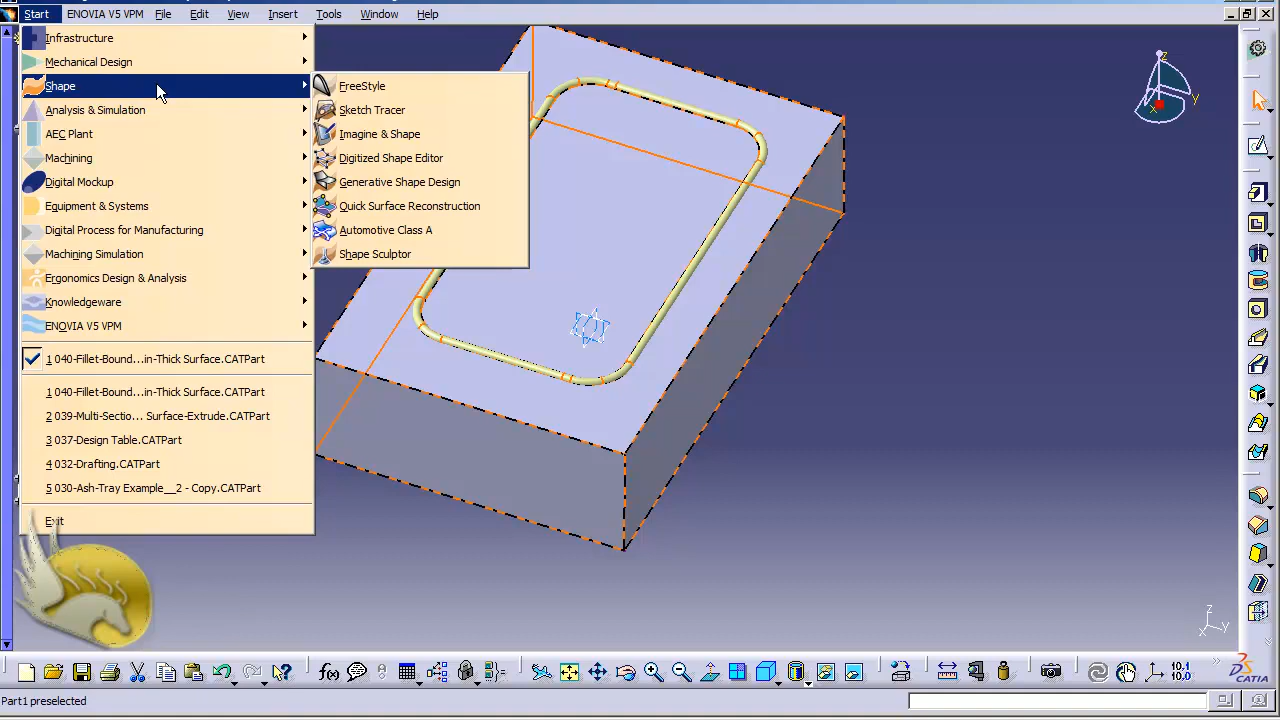 Start ENOVIA V5 VPM File Edit View Insert Tools Window Help
Infrastructure
Mechanical Design
Shape
Analysis & Simulation
AEC Plant
Machining
Digital Mockup
Equipment & Systems
Digital Process for Manufacturing
Machining Simulation
Ergonomics Design & Analysis
Knowledgeware
ENOVIA V5 VPM
1 040-Fillet-Bound...in-Thick Surface.CATPart
1 040-Fillet-Bound...in-Thick Surface.CATPart
2 039-Multi-Sectio... Surface-Extrude.CATPart
3 037-Design Table.CATPart
4 032-Drafting.CATPart
5 030-Ash-Tray Example__2 - Copy.CATPart
Exit
FreeStyle
Sketch Tracer
Imagine & Shape
Digitized Shape Editor
Generative Shape Design
Quick Surface Reconstruction
Automotive Class A
Shape Sculptor
z
y
x
z
y
x
f(x)
10.1
10.0
CATIA
Part1 preselected